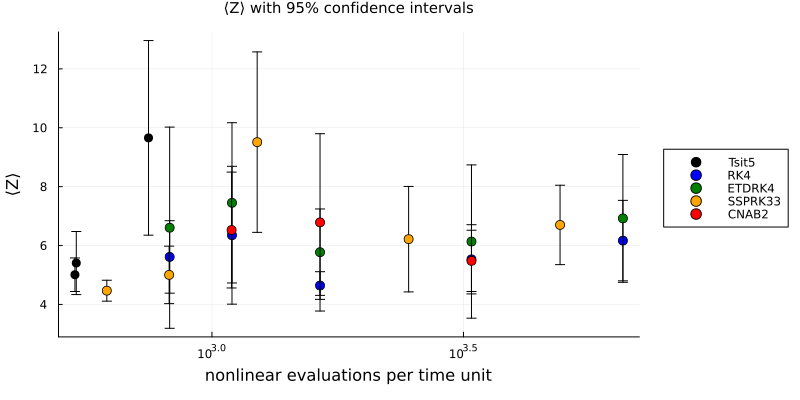 ⟨Z⟩ with 95% confidence intervals
⟨Z⟩
12
10
8
6
4
10^3.0
10^3.5
nonlinear evaluations per time unit
Tsit5
RK4
ETDRK4
SSPRK33
CNAB2